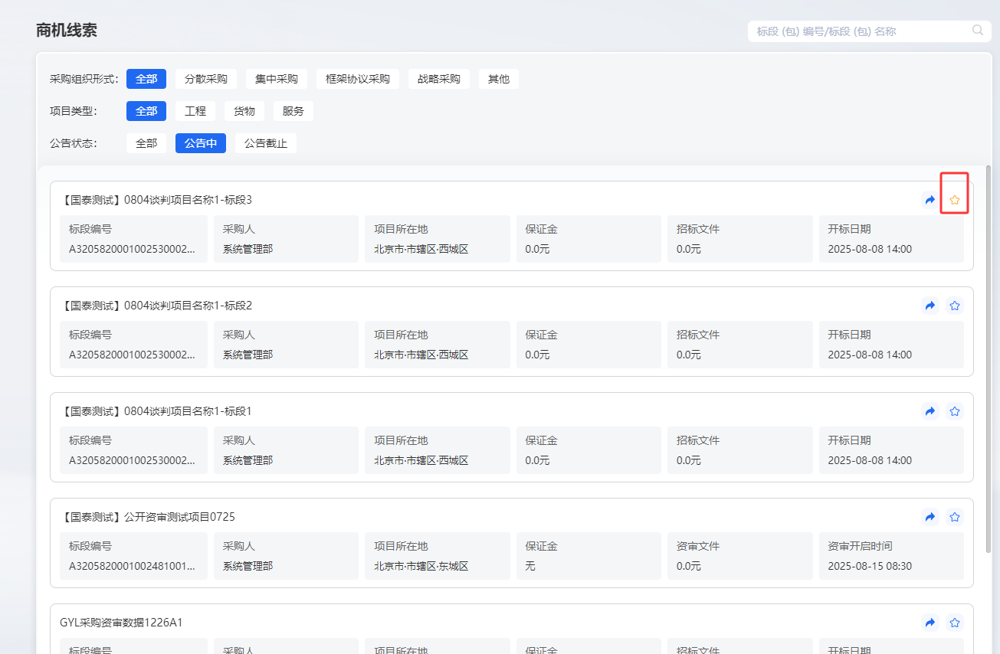 商机线索
标段 (包) 编号/标段 (包) 名称
采购组织形式： 全部 分散采购 集中采购 框架协议采购 战略采购 其他
项目类型： 全部 工程 货物 服务
公告状态： 全部 公告中 公告截止
【国泰测试】0804谈判项目名称1-标段3
标段编号 采购人 项目所在地 保证金 招标文件 开标日期
A3205820001002530002... 系统管理部 北京市·市辖区·西城区 0.0元 0.0元 2025-08-08 14:00
【国泰测试】0804谈判项目名称1-标段2
标段编号 采购人 项目所在地 保证金 招标文件 开标日期
A3205820001002530002... 系统管理部 北京市·市辖区·西城区 0.0元 0.0元 2025-08-08 14:00
【国泰测试】0804谈判项目名称1-标段1
标段编号 采购人 项目所在地 保证金 招标文件 开标日期
A3205820001002530002... 系统管理部 北京市·市辖区·西城区 0.0元 0.0元 2025-08-08 14:00
【国泰测试】公开资审测试项目0725
标段编号 采购人 项目所在地 保证金 资审文件 资审开启时间
A3205820001002481001... 系统管理部 北京市·市辖区·东城区 无 0.0元 2025-08-15 08:30
GYL采购资审数据1226A1
标段编号 采购人 项目所在地 保证金 招标文件 开标日期